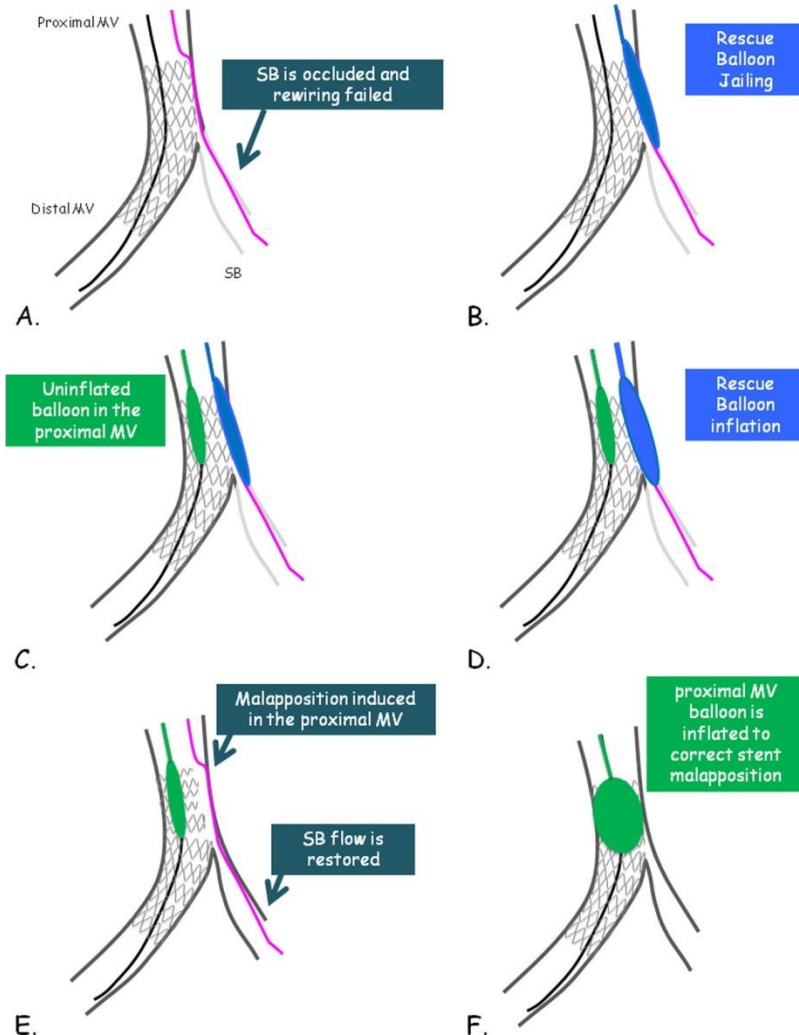 Proximal MV
SB is occluded and
rewiring failed
Distal MV
SB
A.
Rescue
Balloon
Jailing
B.
Uninflated
balloon in the
proximal MV
C.
Rescue
Balloon
inflation
D.
Malapposition induced
in the proximal MV
SB flow is
restored
E.
proximal MV
balloon is
inflated to
correct stent
malapposition
F.